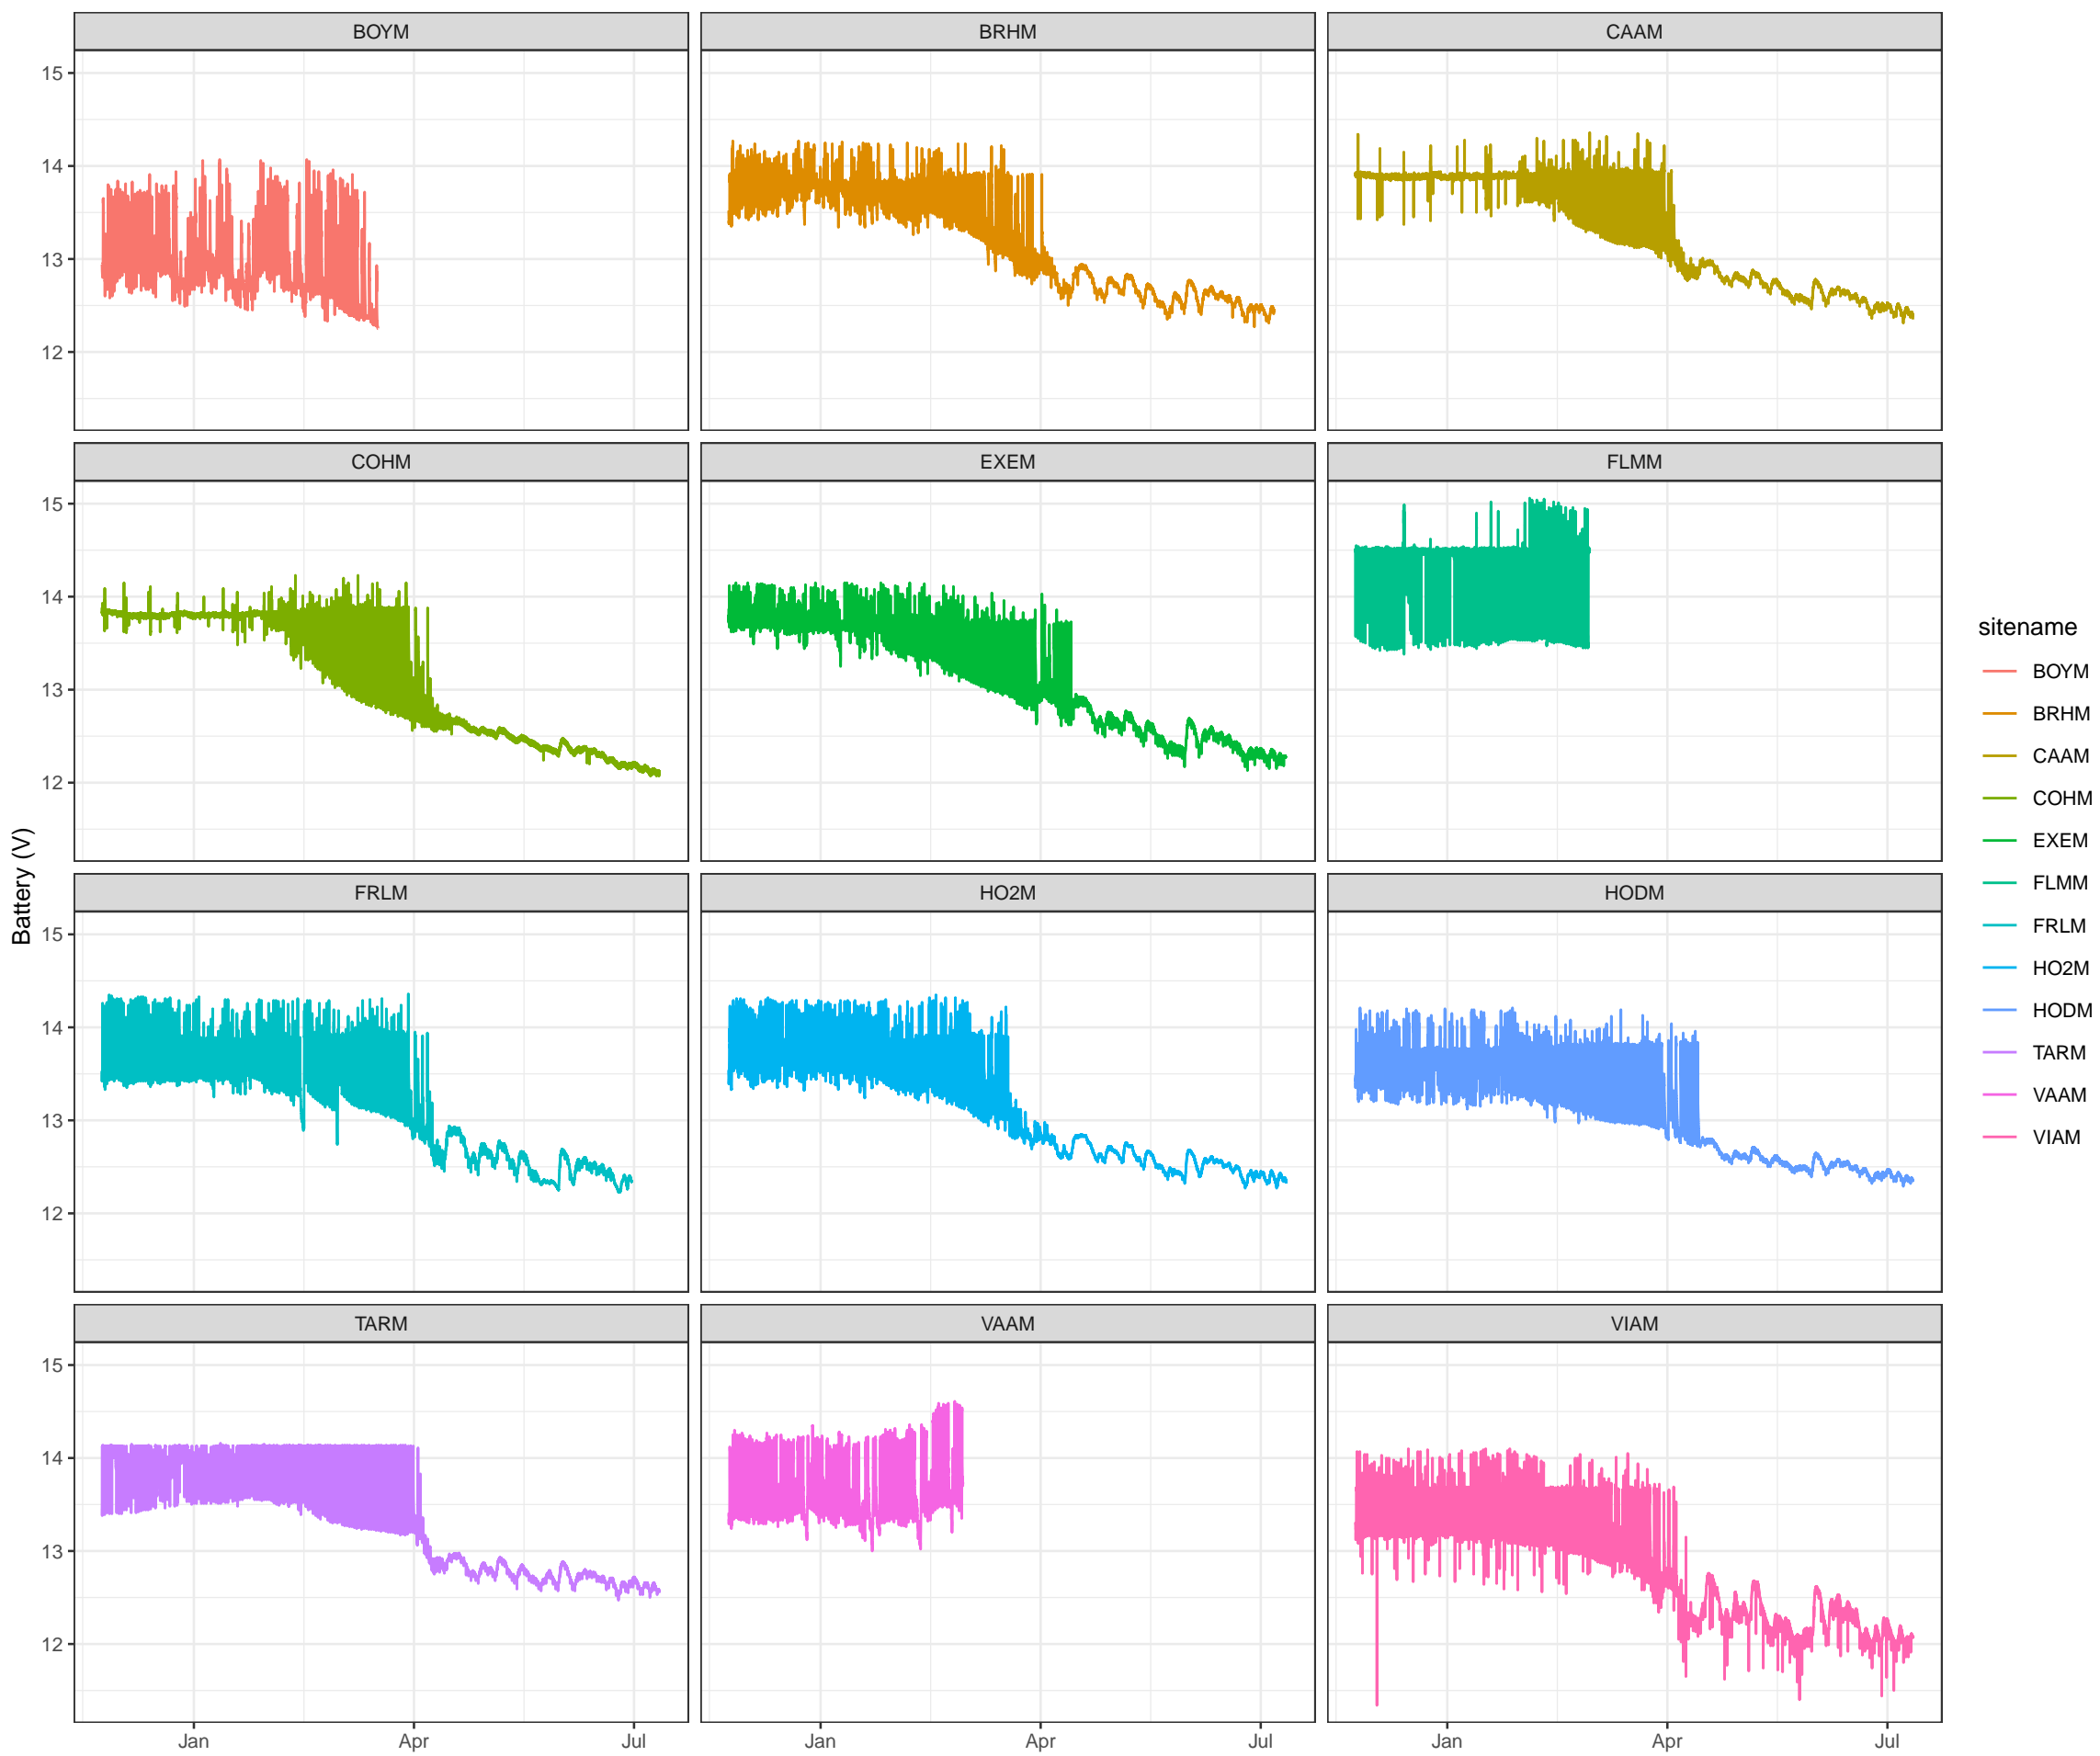 BOYM BRHM CAAM
15
14
13
12
COHM EXEM FLMM
15
14
13
12
FRLM HO2M HODM
15
14
13
12
TARM VAAM VIAM
15
14
13
12
Jan Apr Jul Jan Apr Jul Jan Apr Jul
Battery (V)
sitename
BOYM
BRHM
CAAM
COHM
EXEM
FLMM
FRLM
HO2M
HODM
TARM
VAAM
VIAM